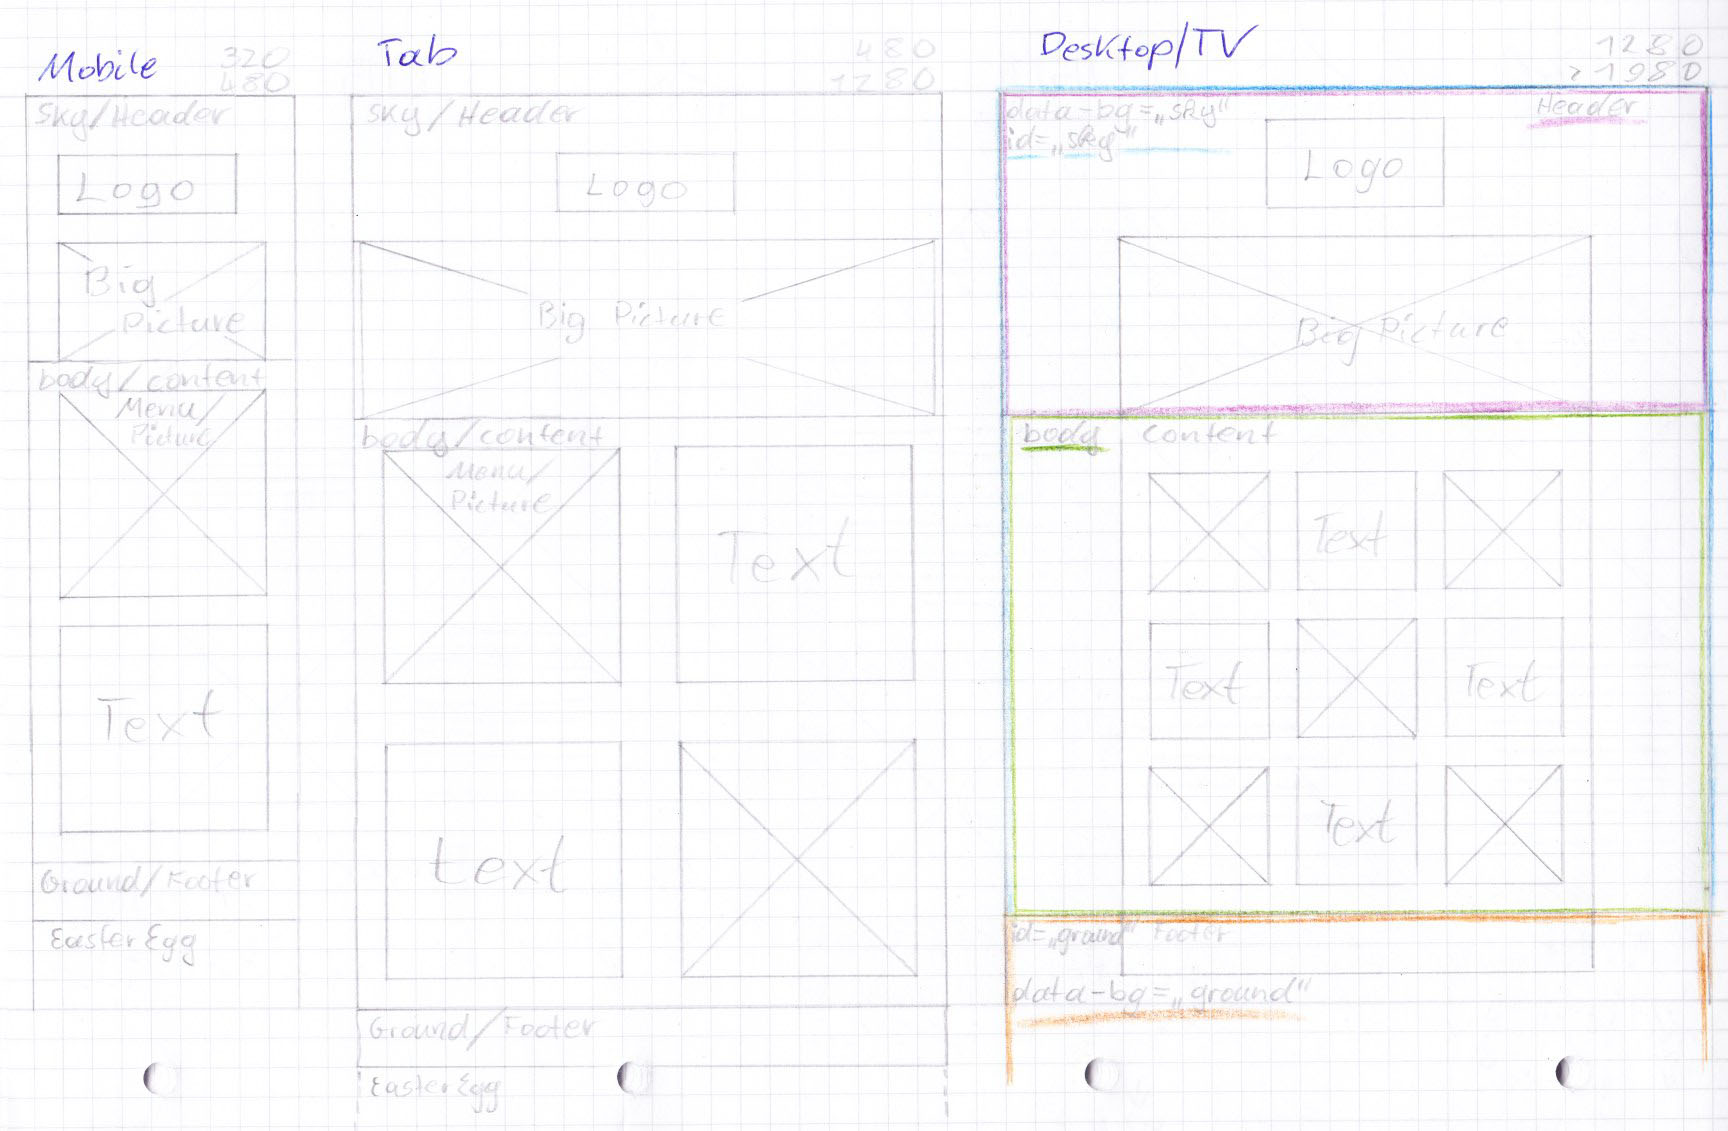 Mobile
320
480
Sky/Header
Logo
Big
Picture
body/content
Menu/
Picture
Text
Ground/Footer
Easter Egg
Tab
480
1280
Sky/Header
Logo
Big Picture
body/content
Menu/
Picture
Text
text
Ground/Footer
Easter Egg
Desktop/TV
1280
>1980
data-bg=„sky"
Header
id=„sky"
Logo
Big Picture
body content
Text
Text
Text
Text
id=„ground" Footer
data-bg=„ground"